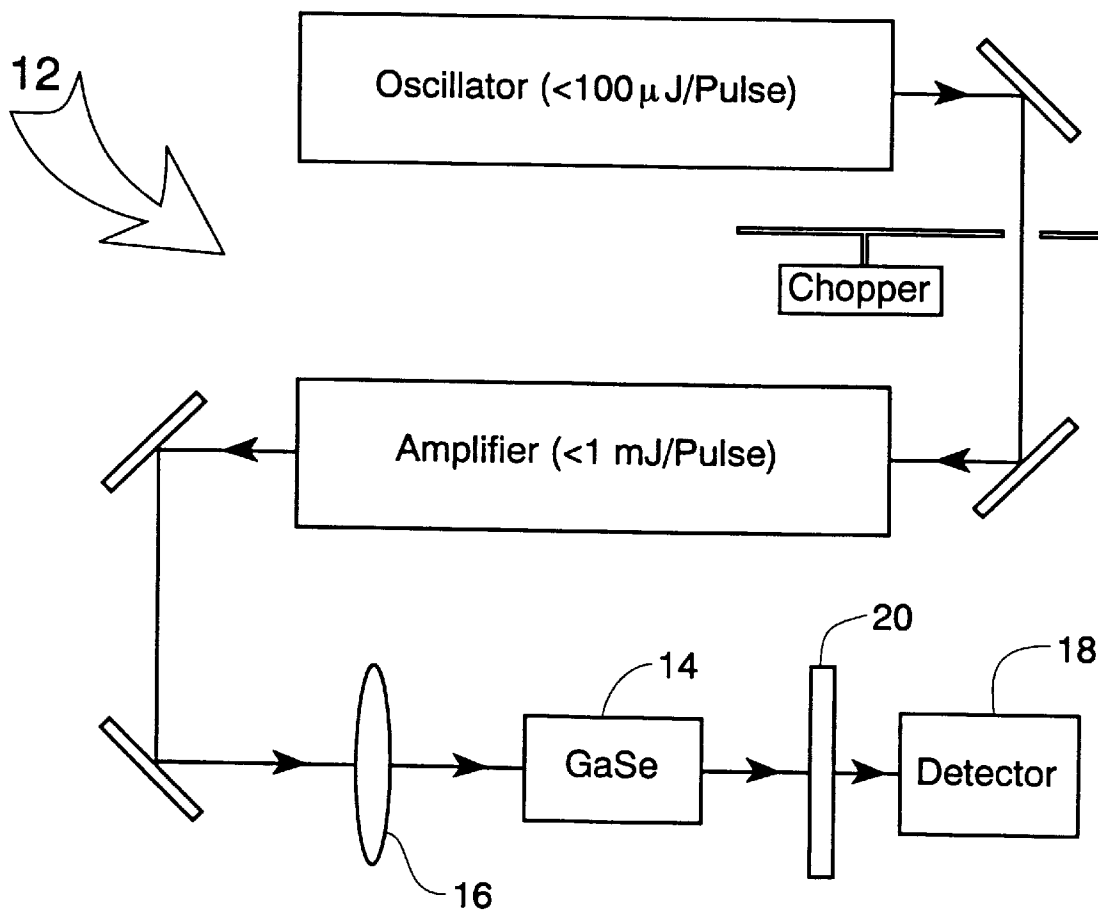 12
Oscillator (<100 μJ/Pulse)
Chopper
Amplifier (<1 mJ/Pulse)
20
14
18
GaSe
Detector
16